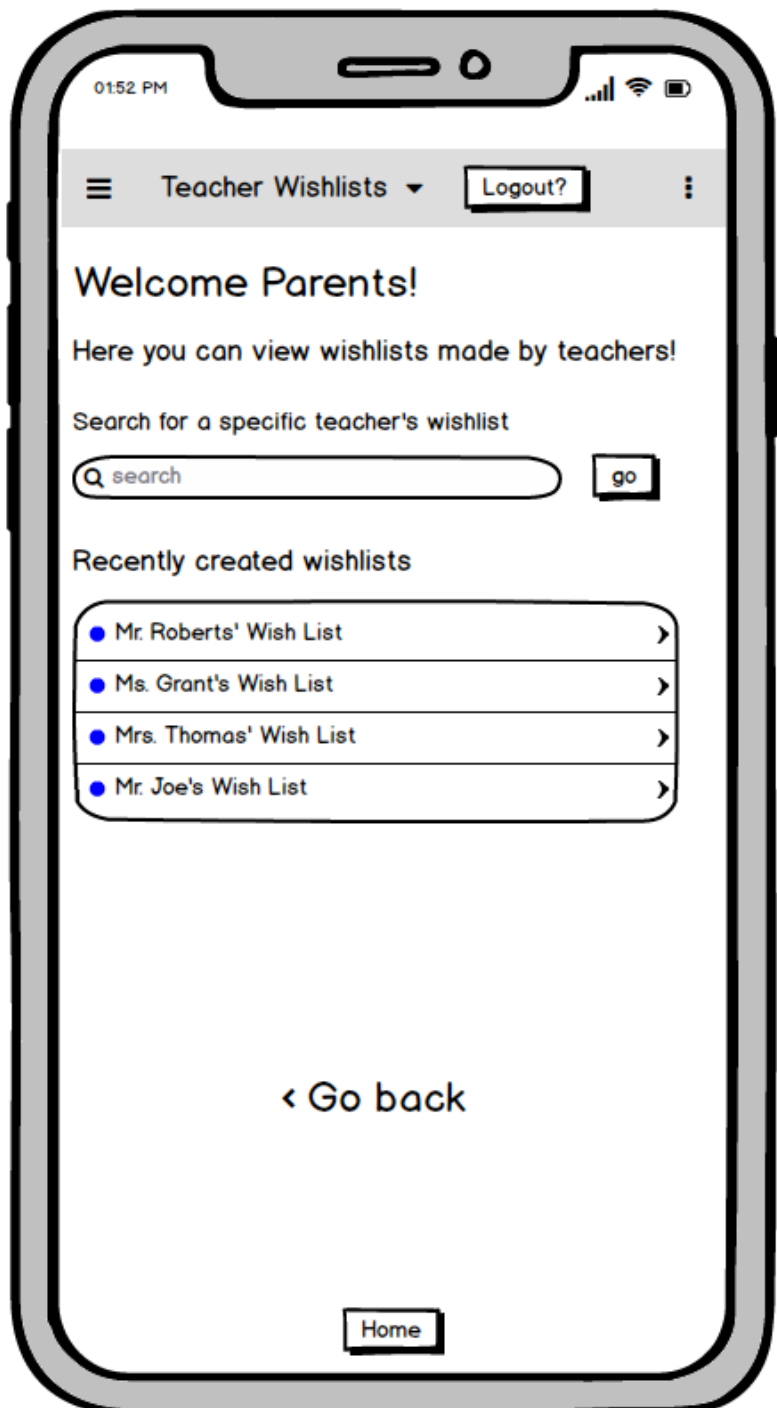 01:52 PM
Teacher Wishlists
Logout?
Welcome Parents!
Here you can view wishlists made by teachers!
Search for a specific teacher's wishlist
search
go
Recently created wishlists
Mr. Roberts' Wish List
Ms. Grant's Wish List
Mrs. Thomas' Wish List
Mr. Joe's Wish List
< Go back
Home